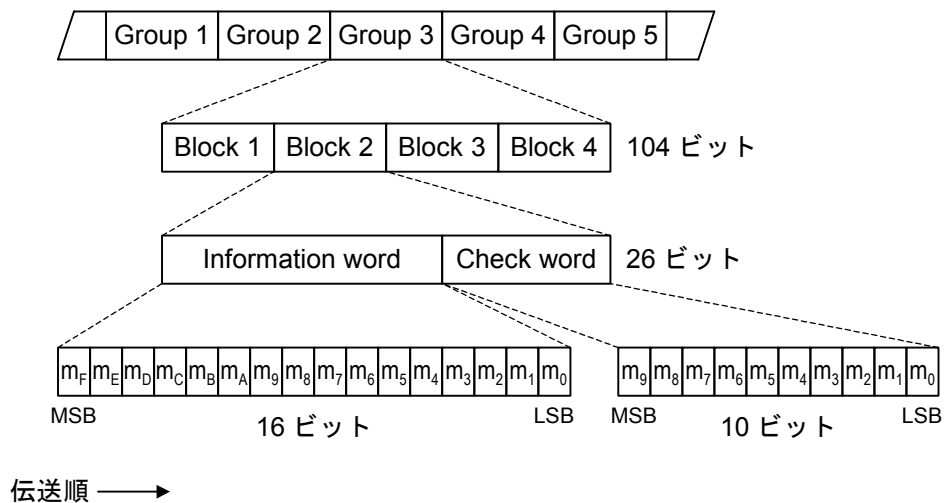 Group 1 Group 2 Group 3 Group 4 Group 5
Block 1 Block 2 Block 3 Block 4 104 ビット
Information word Check word 26 ビット
mF mE mD mC mB mA m9 m8 m7 m6 m5 m4 m3 m2 m1 m0 m9 m8 m7 m6 m5 m4 m3 m2 m1 m0
MSB 16 ビット LSB MSB 10 ビット LSB
伝送順